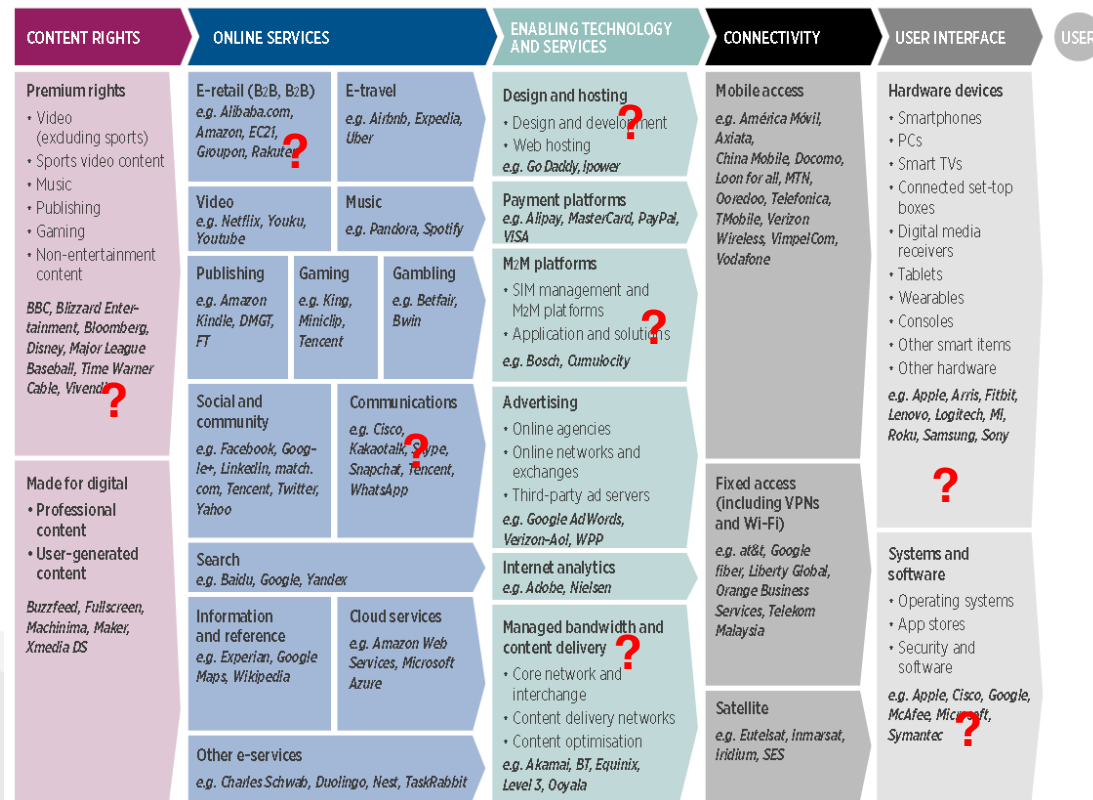 CONTENT RIGHTS
ONLINE SERVICES
ENABLING TECHNOLOGY
AND SERVICES
CONNECTIVITY
USER INTERFACE
USER
Premium rights
• Video
(excluding sports)
• Sports video content
• Music
• Publishing
• Gaming
• Non-entertainment
content
BBC, Blizzard Enter-
tainment, Bloomberg,
Disney, Major League
Baseball, Time Warner
Cable, Vivendi
?
Made for digital
• Professional
content
• User-generated
content
Buzzfeed, Fullscreen,
Machinima, Maker,
Xmedia DS
E-retail (B2B, B2B)
e.g. Alibaba.com,
Amazon, EC21,
Groupon, Rakuten
?
E-travel
e.g. Airbnb, Expedia,
Uber
Video
e.g. Netflix, Youku,
Youtube
Music
e.g. Pandora, Spotify
Publishing
e.g. Amazon
Kindle, DMGT,
FT
Gaming
e.g. King,
Miniclip,
Tencent
Gambling
e.g. Betfair,
Bwin
Social and
community
e.g. Facebook, Goog-
le+, LinkedIn, match.
com, Tencent, Twitter,
Yahoo
Communications
e.g. Cisco,
Kakaotalk, Skype,
Snapchat, Tencent,
WhatsApp
?
Search
e.g. Baidu, Google, Yandex
Information
and reference
e.g. Experian, Google
Maps, Wikipedia
Cloud services
e.g. Amazon Web
Services, Microsoft
Azure
Other e-services
e.g. Charles Schwab, Duolingo, Nest, TaskRabbit
Design and hosting
• Design and development
• Web hosting
e.g. Go Daddy, ipower
?
Payment platforms
e.g. Alipay, MasterCard, PayPal,
VISA
M2M platforms
• SIM management and
M2M platforms
• Application and solutions
e.g. Bosch, Cumulocity
?
Advertising
• Online agencies
• Online networks and
exchanges
• Third-party ad servers
e.g. Google AdWords,
Verizon-Aol, WPP
Internet analytics
e.g. Adobe, Nielsen
Managed bandwidth and
content delivery
• Core network and
interchange
• Content delivery networks
• Content optimisation
e.g. Akamai, BT, Equinix,
Level 3, Ooyala
?
Mobile access
e.g. América Móvil,
Axiata,
China Mobile, Docomo,
Loon for all, MTN,
Ooredoo, Telefonica,
TMobile, Verizon
Wireless, VimpelCom,
Vodafone
Fixed access
(including VPNs
and Wi-Fi)
e.g. at&t, Google
fiber, Liberty Global,
Orange Business
Services, Telekom
Malaysia
Satellite
e.g. Eutelsat, inmarsat,
iridium, SES
Hardware devices
• Smartphones
• PCs
• Smart TVs
• Connected set-top
boxes
• Digital media
receivers
• Tablets
• Wearables
• Consoles
• Other smart items
• Other hardware
e.g. Apple, Arris, Fitbit,
Lenovo, Logitech, Mi,
Roku, Samsung, Sony
?
Systems and
software
• Operating systems
• App stores
• Security and
software
e.g. Apple, Cisco, Google,
McAfee, Microsoft,
Symantec
?